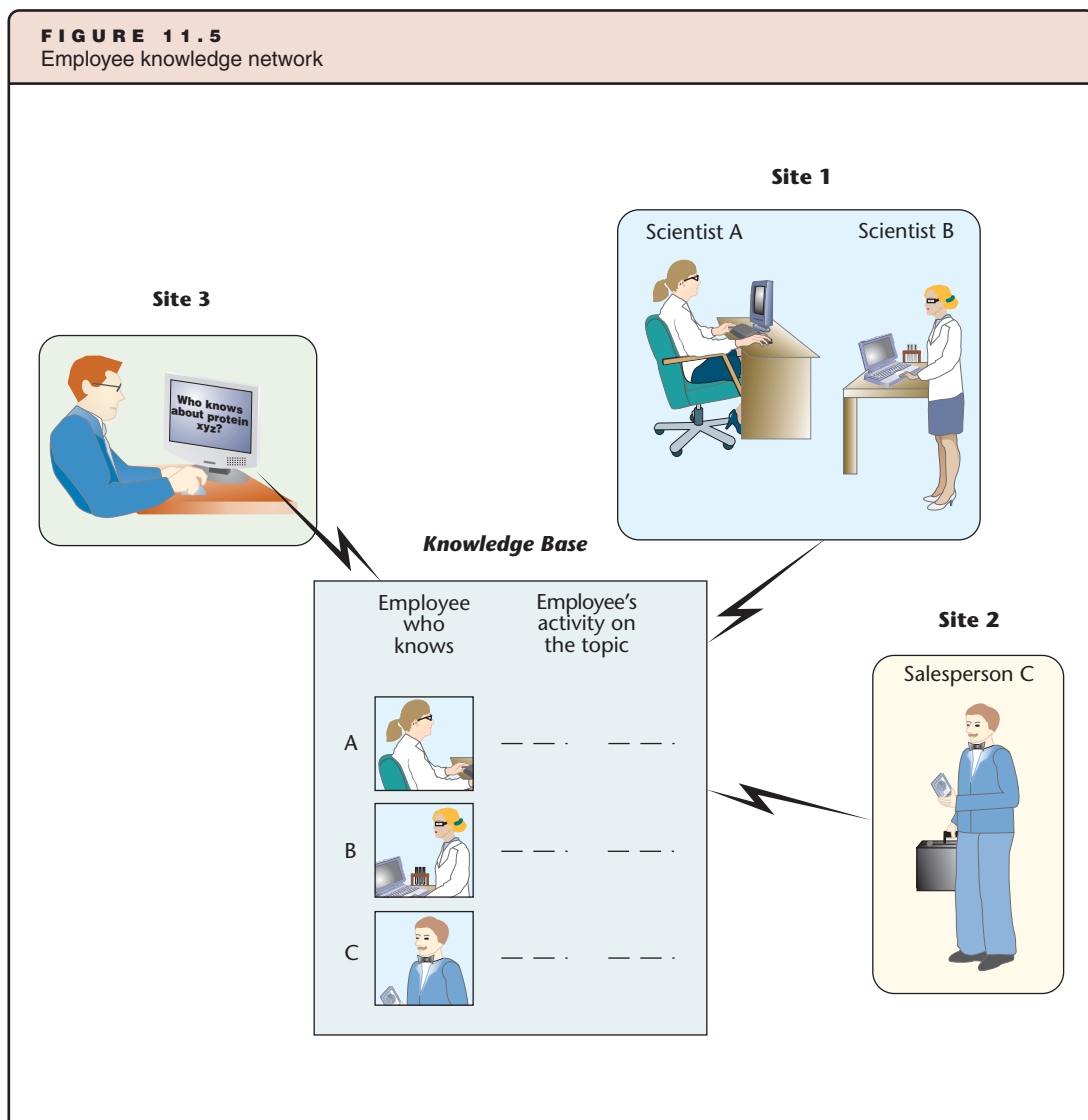 FIGURE 11.5
Employee knowledge network
Site 1
Scientist A
Scientist B
Site 3
Who knows
about protein
xyz?
Knowledge Base
Employee
who
knows
Employee's
activity on
the topic
A
B
C
Site 2
Salesperson C